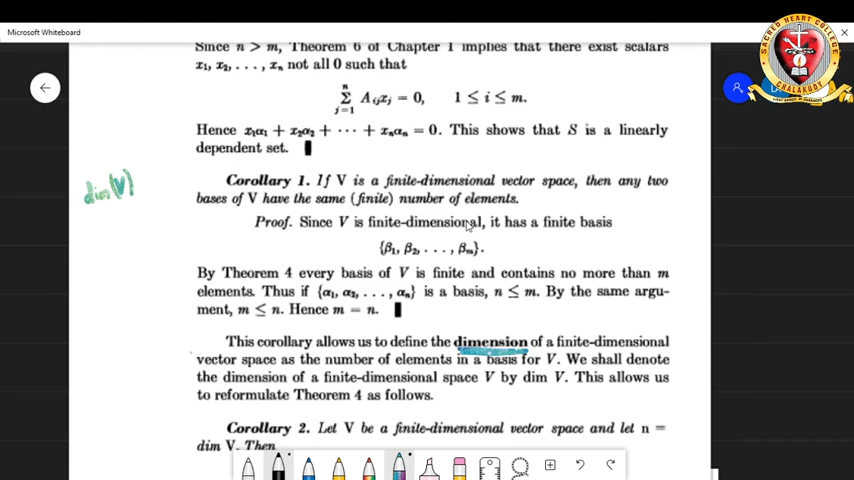 Microsoft Whiteboard
Since n > m, Theorem 6 of Chapter 1 implies that there exist scalars
x₁, x₂, . . . , xₙ not all 0 such that
n
Σ Aᵢⱼxⱼ = 0, 1 ≤ i ≤ m.
j=1
Hence x₁α₁ + x₂α₂ + ··· + xₙαₙ = 0. This shows that S is a linearly
dependent set.
dim(V)
Corollary 1. If V is a finite-dimensional vector space, then any two
bases of V have the same (finite) number of elements.
Proof. Since V is finite-dimensional, it has a finite basis
{β₁, β₂, . . . , βₘ}.
By Theorem 4 every basis of V is finite and contains no more than m
elements. Thus if {α₁, α₂, . . . , αₙ} is a basis, n ≤ m. By the same argu-
ment, m ≤ n. Hence m = n.
This corollary allows us to define the dimension of a finite-dimensional
vector space as the number of elements in a basis for V. We shall denote
the dimension of a finite-dimensional space V by dim V. This allows us
to reformulate Theorem 4 as follows.
Corollary 2. Let V be a finite-dimensional vector space and let n =
dim V. Then
SACRED HEART COLLEGE
CHALAKUDY